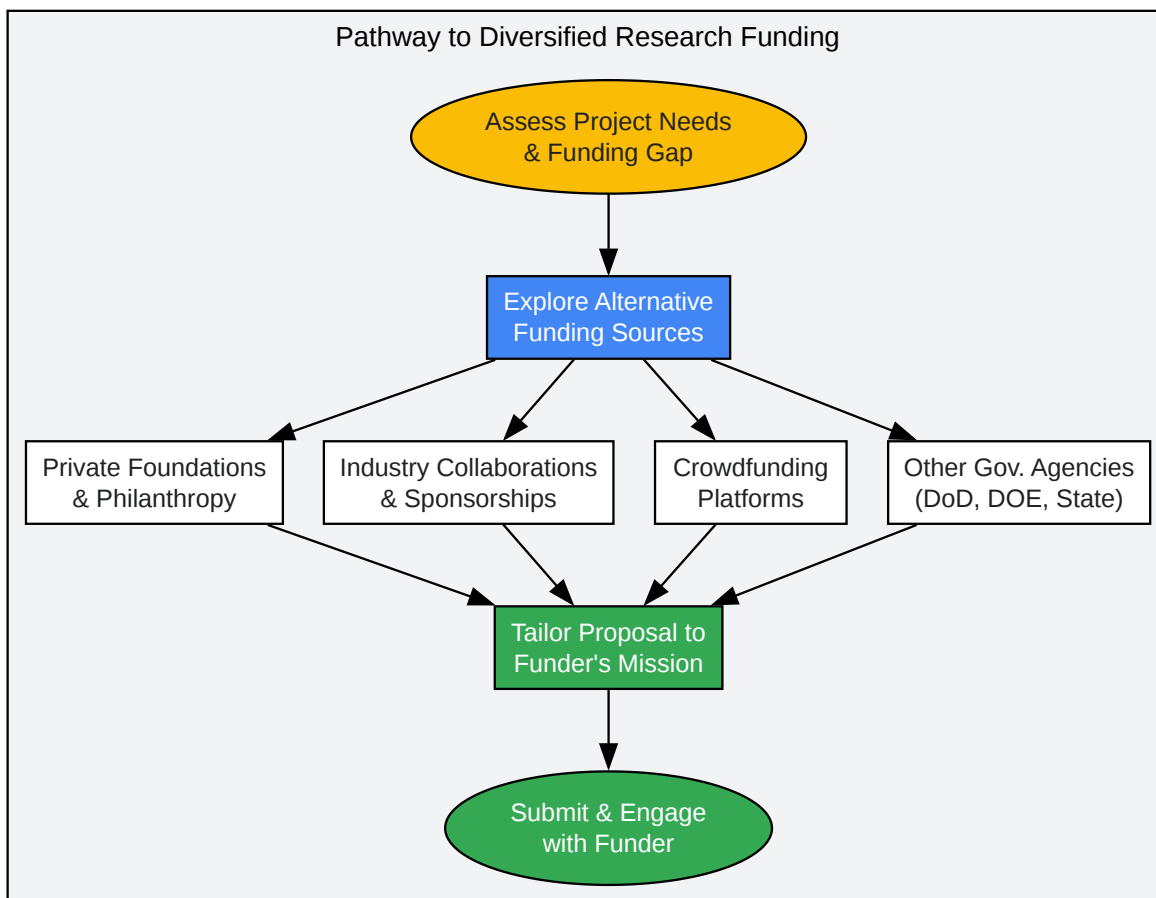 Pathway to Diversified Research Funding
Assess Project Needs
& Funding Gap
Explore Alternative
Funding Sources
Private Foundations
& Philanthropy
Industry Collaborations
& Sponsorships
Crowdfunding
Platforms
Other Gov. Agencies
(DoD, DOE, State)
Tailor Proposal to
Funder's Mission
Submit & Engage
with Funder